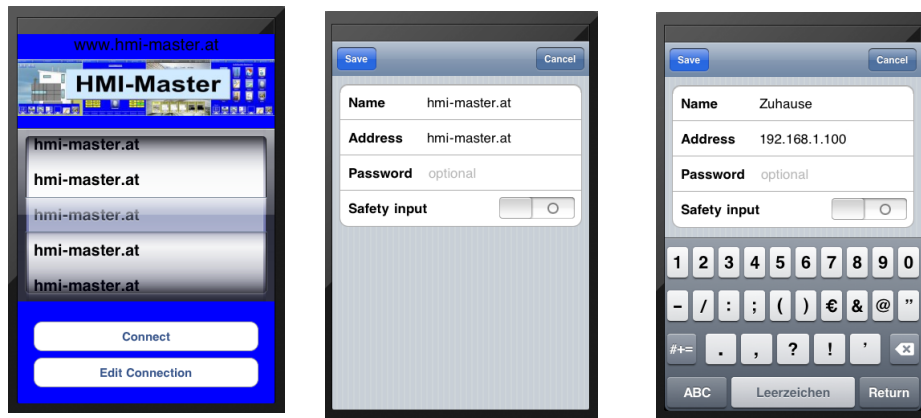 www.hmi-master.at
HMI-Master
hmi-master.at
hmi-master.at
hmi-master.at
hmi-master.at
hmi-master.at
Connect
Edit Connection
Save Cancel
Name hmi-master.at
Address hmi-master.at
Password optional
Safety input O
Save Cancel
Name Zuhause
Address 192.168.1.100
Password optional
Safety input O
1 2 3 4 5 6 7 8 9 0
- / : ; ( ) € & @ "
#+= . , ? ! '
ABC Leerzeichen Return